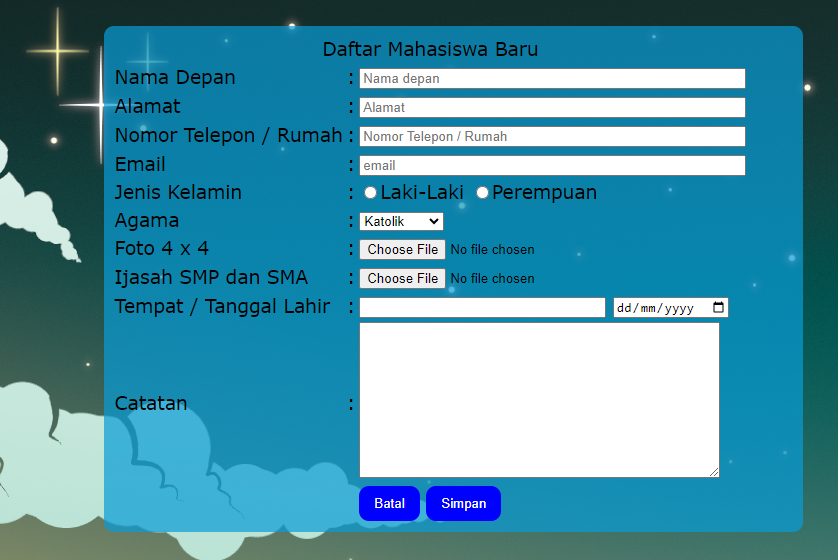 Daftar Mahasiswa Baru
Nama Depan : Nama depan
Alamat : Alamat
Nomor Telepon / Rumah : Nomor Telepon / Rumah
Email : email
Jenis Kelamin : Laki-Laki Perempuan
Agama : Katolik
Foto 4 x 4 : Choose File No file chosen
Ijasah SMP dan SMA : Choose File No file chosen
Tempat / Tanggal Lahir : dd/mm/yyyy
Catatan :
Batal Simpan